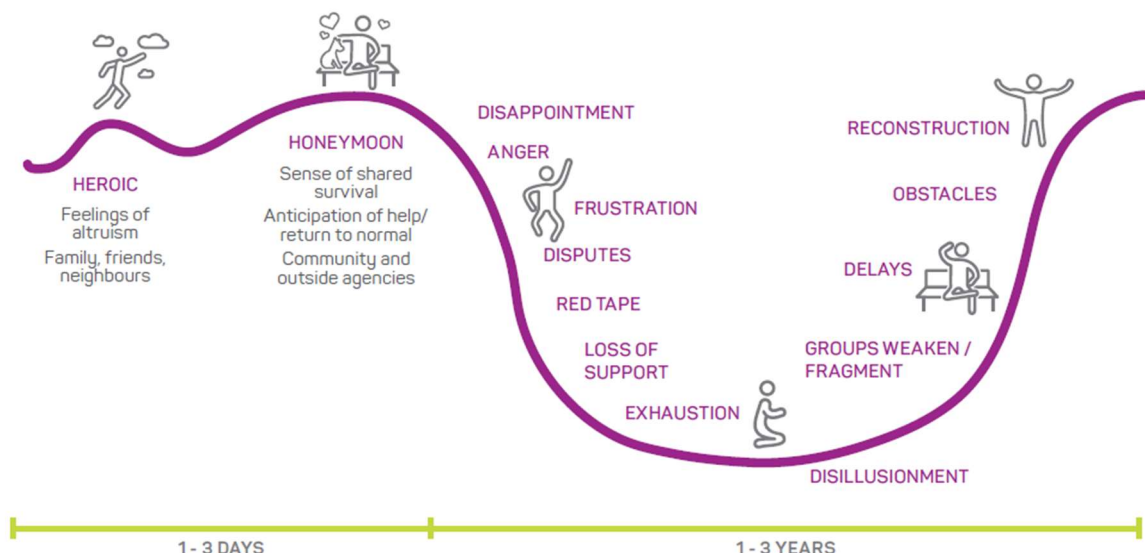 HEROIC
Feelings of
altruism
Family, friends,
neighbours
HONEYMOON
Sense of shared
survival
Anticipation of help/
return to normal
Community and
outside agencies
DISAPPOINTMENT
ANGER
FRUSTRATION
DISPUTES
RED TAPE
LOSS OF
SUPPORT
EXHAUSTION
DISILLUSIONMENT
GROUPS WEAKEN /
FRAGMENT
DELAYS
OBSTACLES
RECONSTRUCTION
1 - 3 DAYS
1 - 3 YEARS